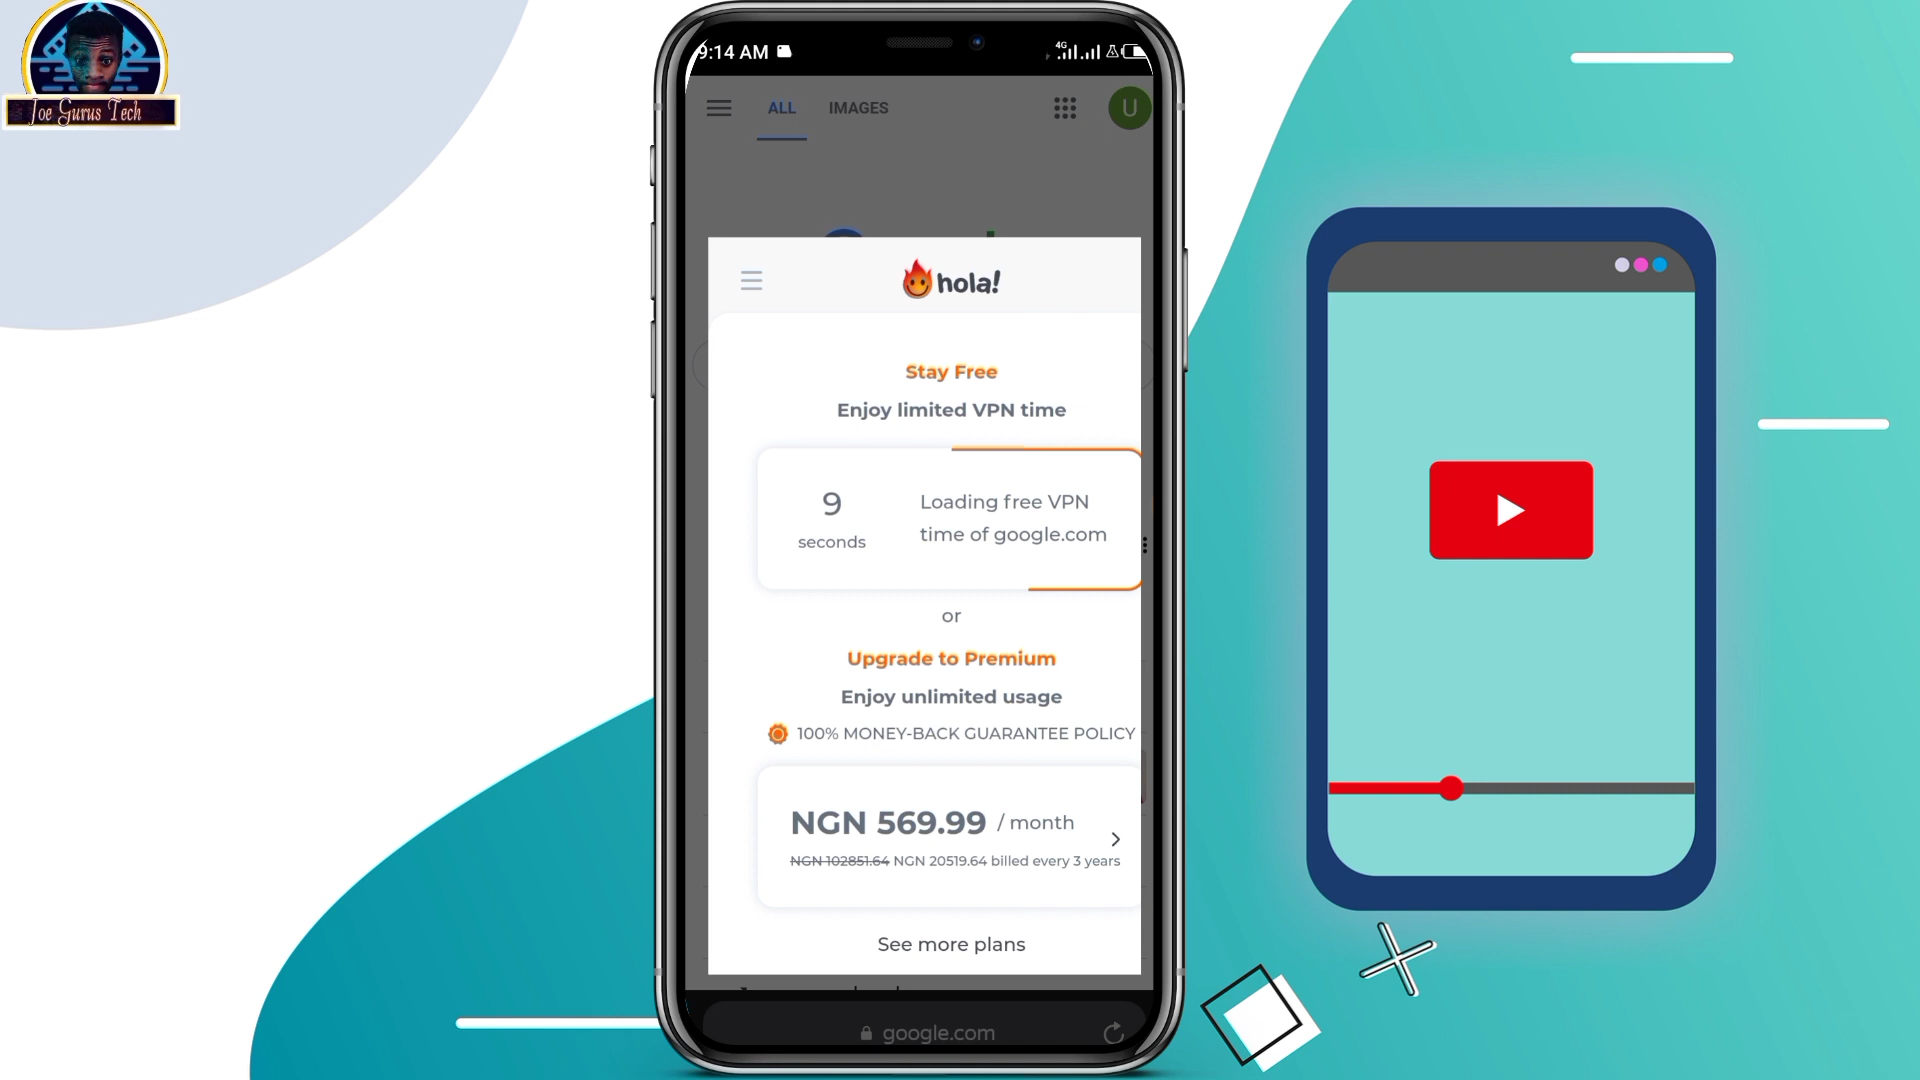 Joe Gurus Tech
9:14 AM
4G
ALL
IMAGES
U
hola!
Stay Free
Enjoy limited VPN time
9
seconds
Loading free VPN
time of google.com
or
Upgrade to Premium
Enjoy unlimited usage
100% MONEY-BACK GUARANTEE POLICY
NGN 569.99 / month
NGN 102851.64 NGN 20519.64 billed every 3 years
See more plans
google.com